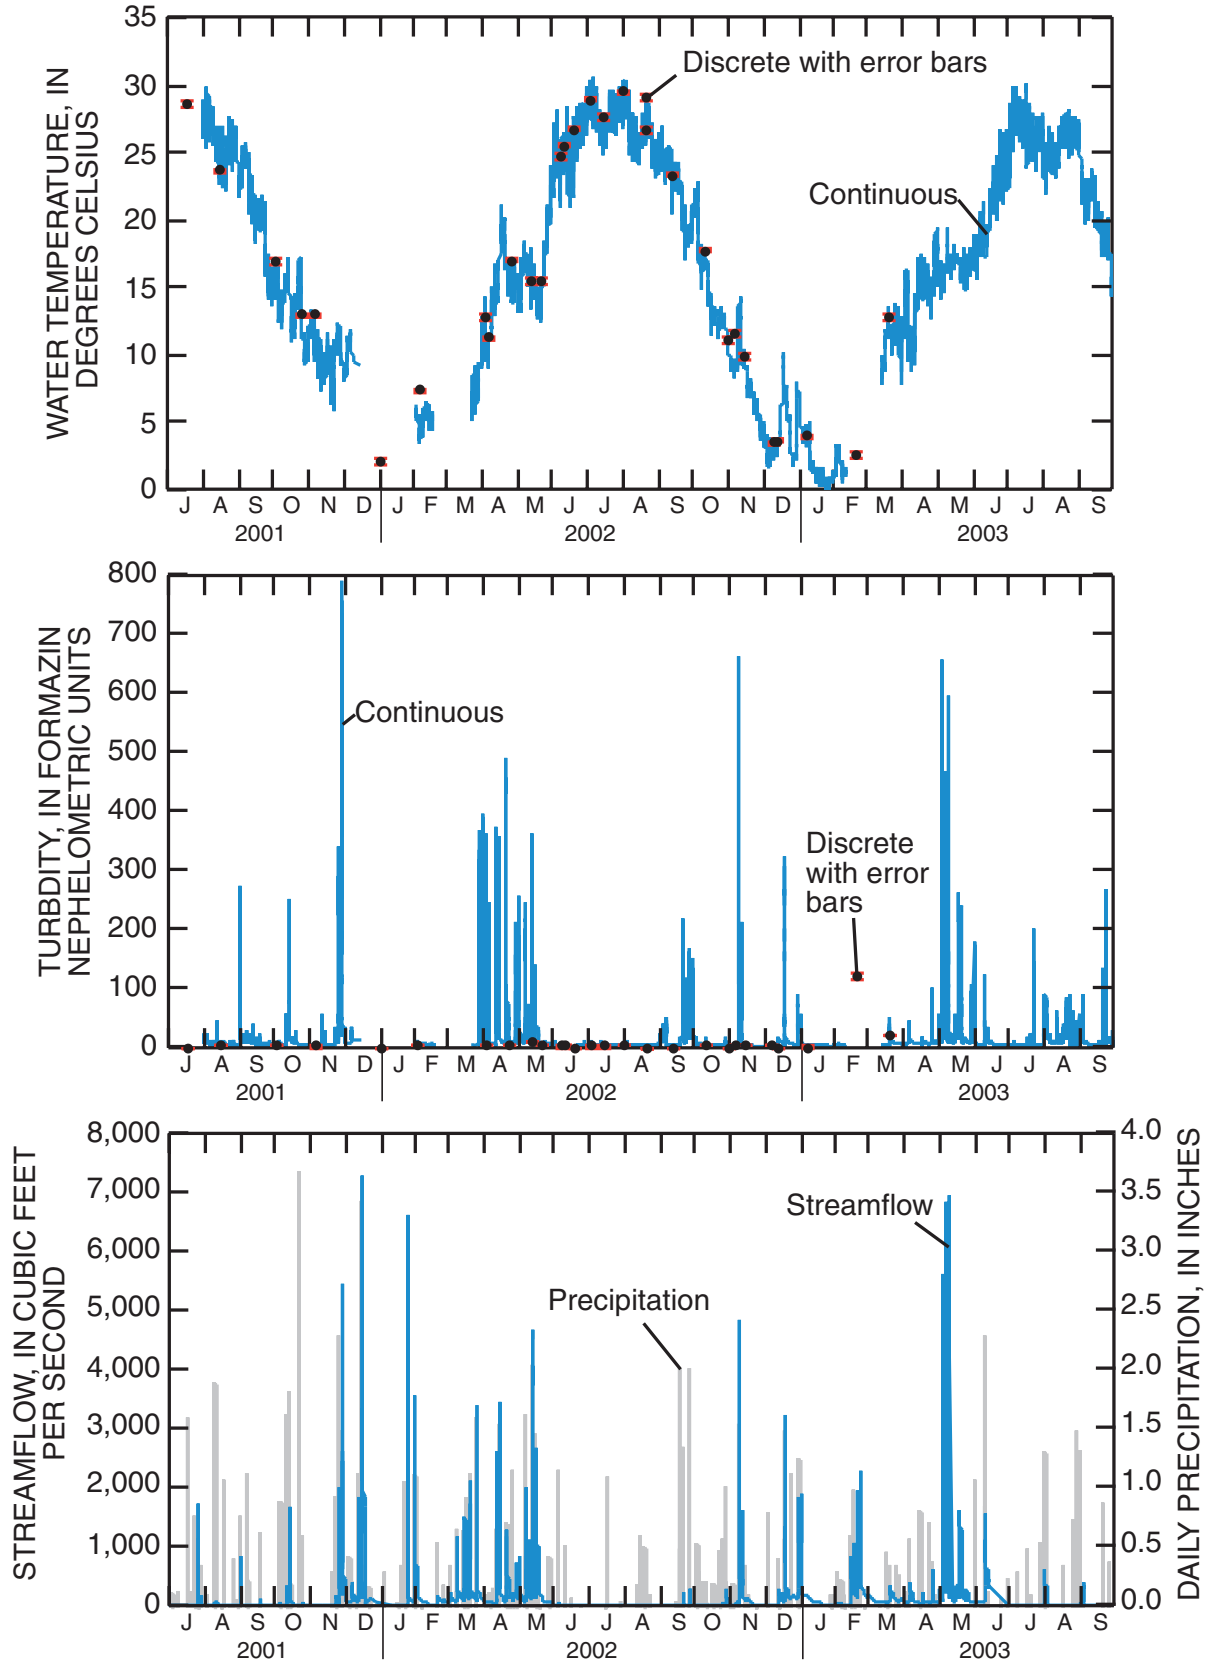 WATER TEMPERATURE, IN
DEGREES CELSIUS
35
30
25
20
15
10
5
0
Discrete with error bars
Continuous
J A S O N D J F M A M J J A S O N D J F M A M J J A S
2001 2002 2003
TURBDITY, IN FORMAZIN
NEPHELOMETRIC UNITS
800
700
600
500
400
300
200
100
0
Continuous
Discrete
with error
bars
J A S O N D J F M A M J J A S O N D J F M A M J J A S
2001 2002 2003
STREAMFLOW, IN CUBIC FEET
PER SECOND
8,000
7,000
6,000
5,000
4,000
3,000
2,000
1,000
0
Precipitation
Streamflow
4.0
3.5
3.0
2.5
2.0
1.5
1.0
0.5
0.0
DAILY PRECIPITATION, IN INCHES
J A S O N D J F M A M J J A S O N D J F M A M J J A S
2001 2002 2003